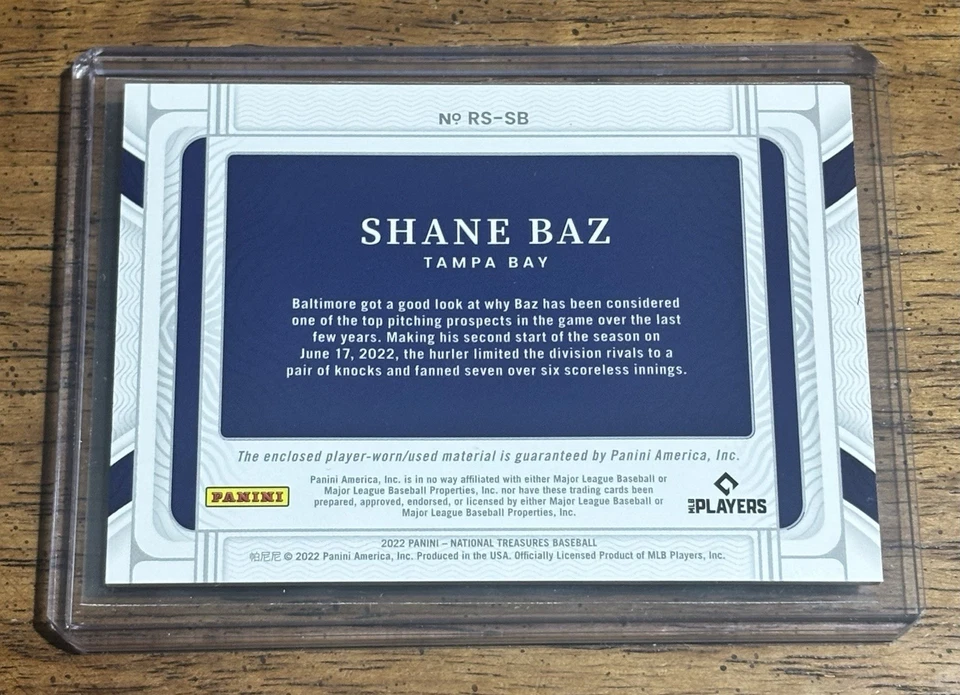 Nº RS-SB
SHANE BAZ
TAMPA BAY
Baltimore got a good look at why Baz has been considered
one of the top pitching prospects in the game over the last
few years. Making his second start of the season on
June 17, 2022, the hurler limited the division rivals to a
pair of knocks and fanned seven over six scoreless innings.
The enclosed player-worn/used material is guaranteed by Panini America, Inc.
Panini America, Inc. is in no way affiliated with either Major League Baseball or
Major League Baseball Properties, Inc. nor have these trading cards been
prepared, approved, endorsed, or licensed by either Major League Baseball or
Major League Baseball Properties, Inc.
PANINI
MLB PLAYERS
2022 PANINI – NATIONAL TREASURES BASEBALL
帕尼尼 © 2022 Panini America, Inc. Produced in the USA. Officially Licensed Product of MLB Players, Inc.